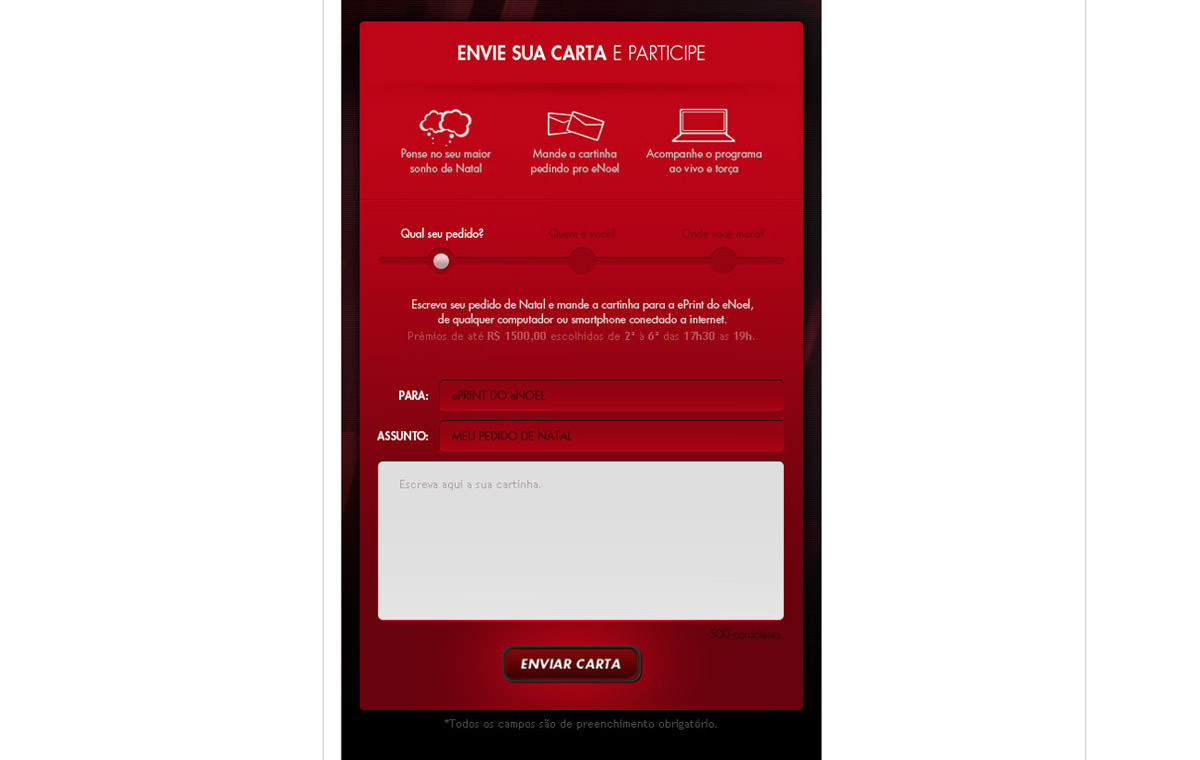 ENVIE SUA CARTA E PARTICIPE
Pense no seu maior
sonho de Natal
Mande a cartinha
pedindo pro eNoel
Acompanhe o programa
ao vivo e torça
Qual seu pedido?
Quem é você?
Onde você mora?
Escreva seu pedido de Natal e mande a cartinha para a ePrint do eNoel,
de qualquer computador ou smartphone conectado a internet.
Prêmios de até R$ 1500,00 escolhidos de 2ª à 6ª das 17h30 as 19h.
PARA: ePRINT DO eNOEL
ASSUNTO: MEU PEDIDO DE NATAL
Escreva aqui a sua cartinha.
500 caracteres
ENVIAR CARTA
*Todos os campos são de preenchimento obrigatório.